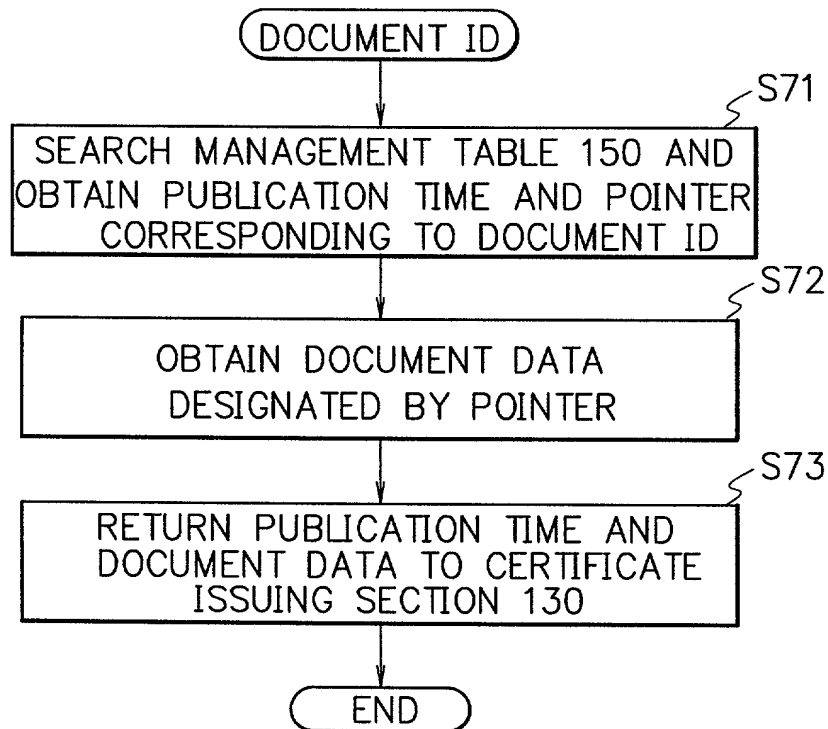 DOCUMENT ID
S71
SEARCH MANAGEMENT TABLE 150 AND
OBTAIN PUBLICATION TIME AND POINTER
CORRESPONDING TO DOCUMENT ID
S72
OBTAIN DOCUMENT DATA
DESIGNATED BY POINTER
S73
RETURN PUBLICATION TIME AND
DOCUMENT DATA TO CERTIFICATE
ISSUING SECTION 130
END